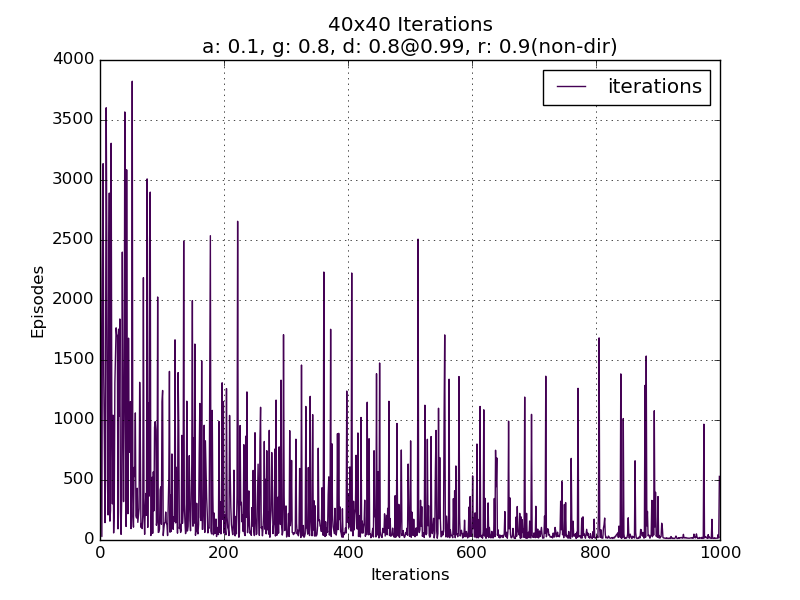 40x40 Iterations
a: 0.1, g: 0.8, d: 0.8@0.99, r: 0.9(non-dir)
iterations
4000
3500
3000
2500
2000
1500
1000
500
0
Episodes
0 200 400 600 800 1000
Iterations